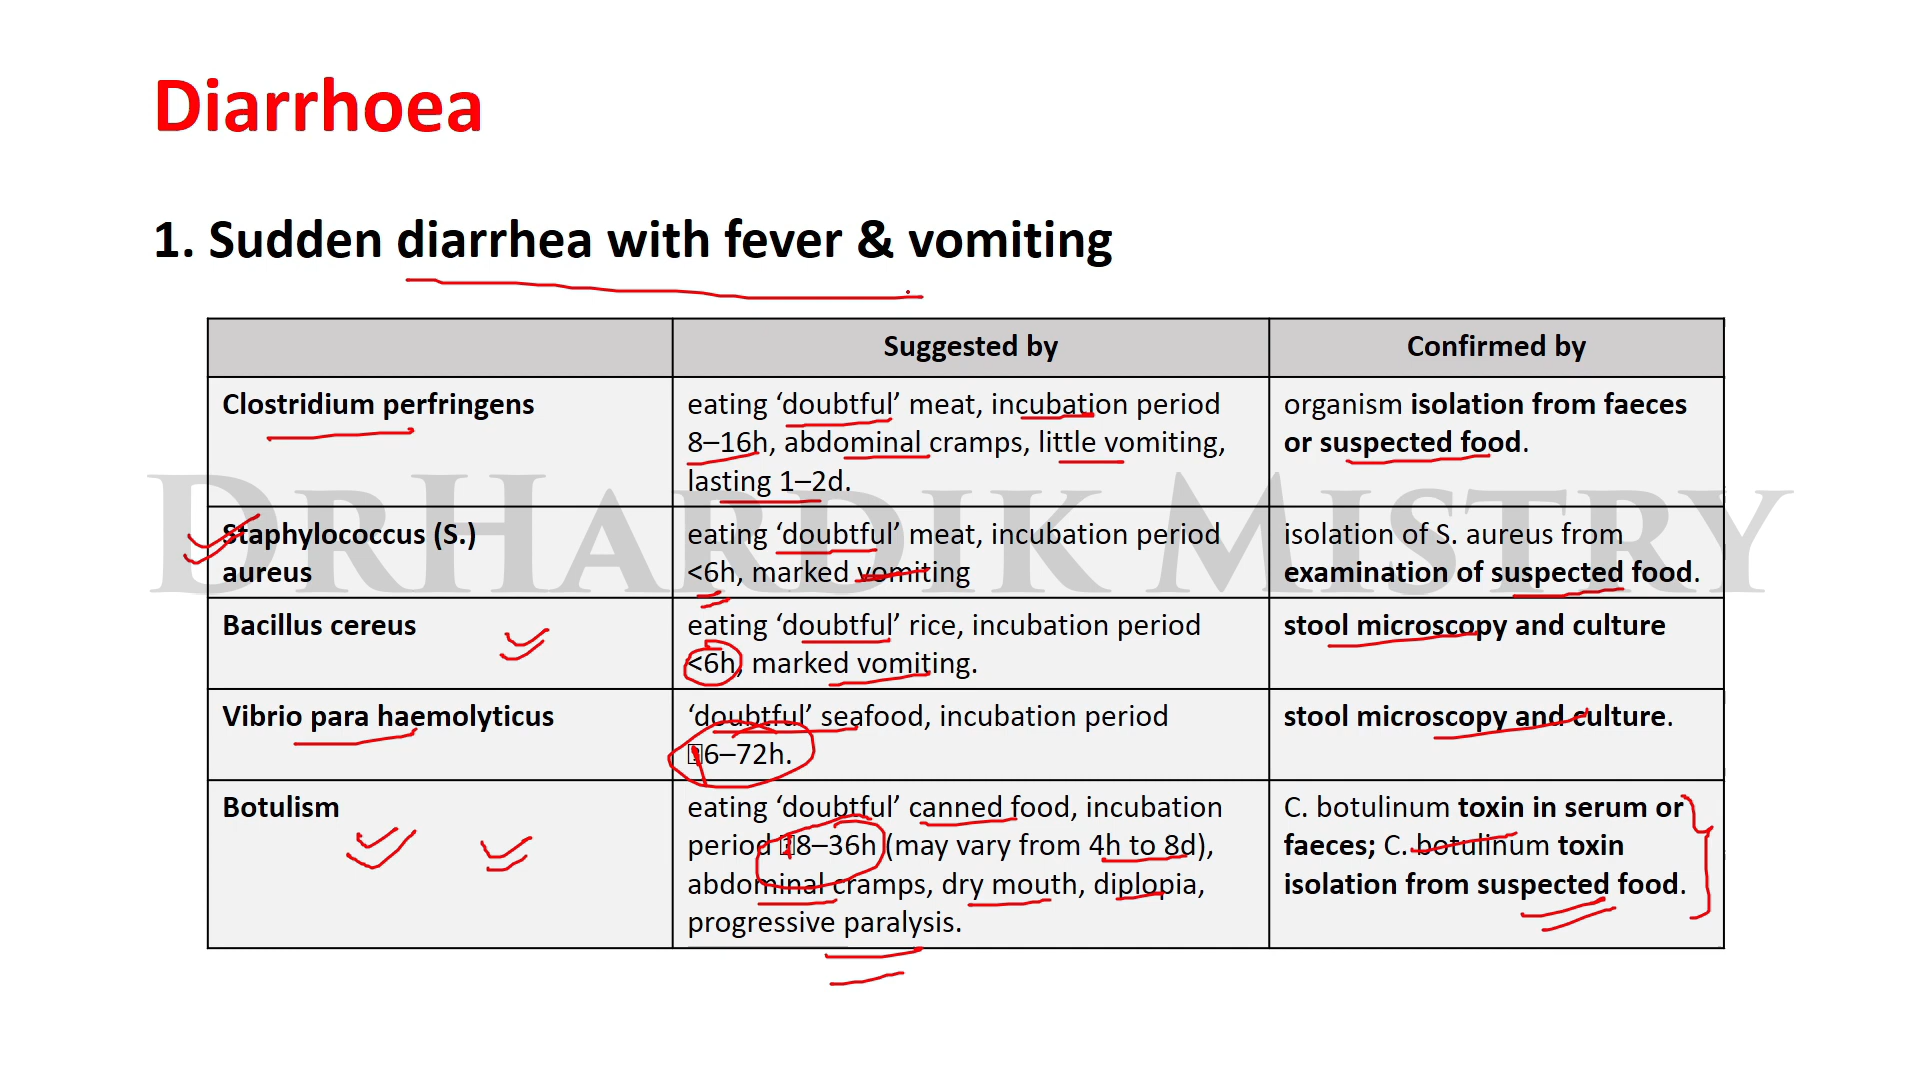 Diarrhoea
1. Sudden diarrhea with fever & vomiting
Suggested by
Confirmed by
Clostridium perfringens
eating ‘doubtful’ meat, incubation period
8–16h, abdominal cramps, little vomiting,
lasting 1–2d.
organism isolation from faeces
or suspected food.
Staphylococcus (S.)
aureus
eating ‘doubtful’ meat, incubation period
<6h, marked vomiting
isolation of S. aureus from
examination of suspected food.
Bacillus cereus
eating ‘doubtful’ rice, incubation period
<6h, marked vomiting.
stool microscopy and culture
Vibrio para haemolyticus
‘doubtful’ seafood, incubation period
6–72h.
stool microscopy and culture.
Botulism
eating ‘doubtful’ canned food, incubation
period 8–36h (may vary from 4h to 8d),
abdominal cramps, dry mouth, diplopia,
progressive paralysis.
C. botulinum toxin in serum or
faeces; C. botulinum toxin
isolation from suspected food.
DRHARDIK MISTRY